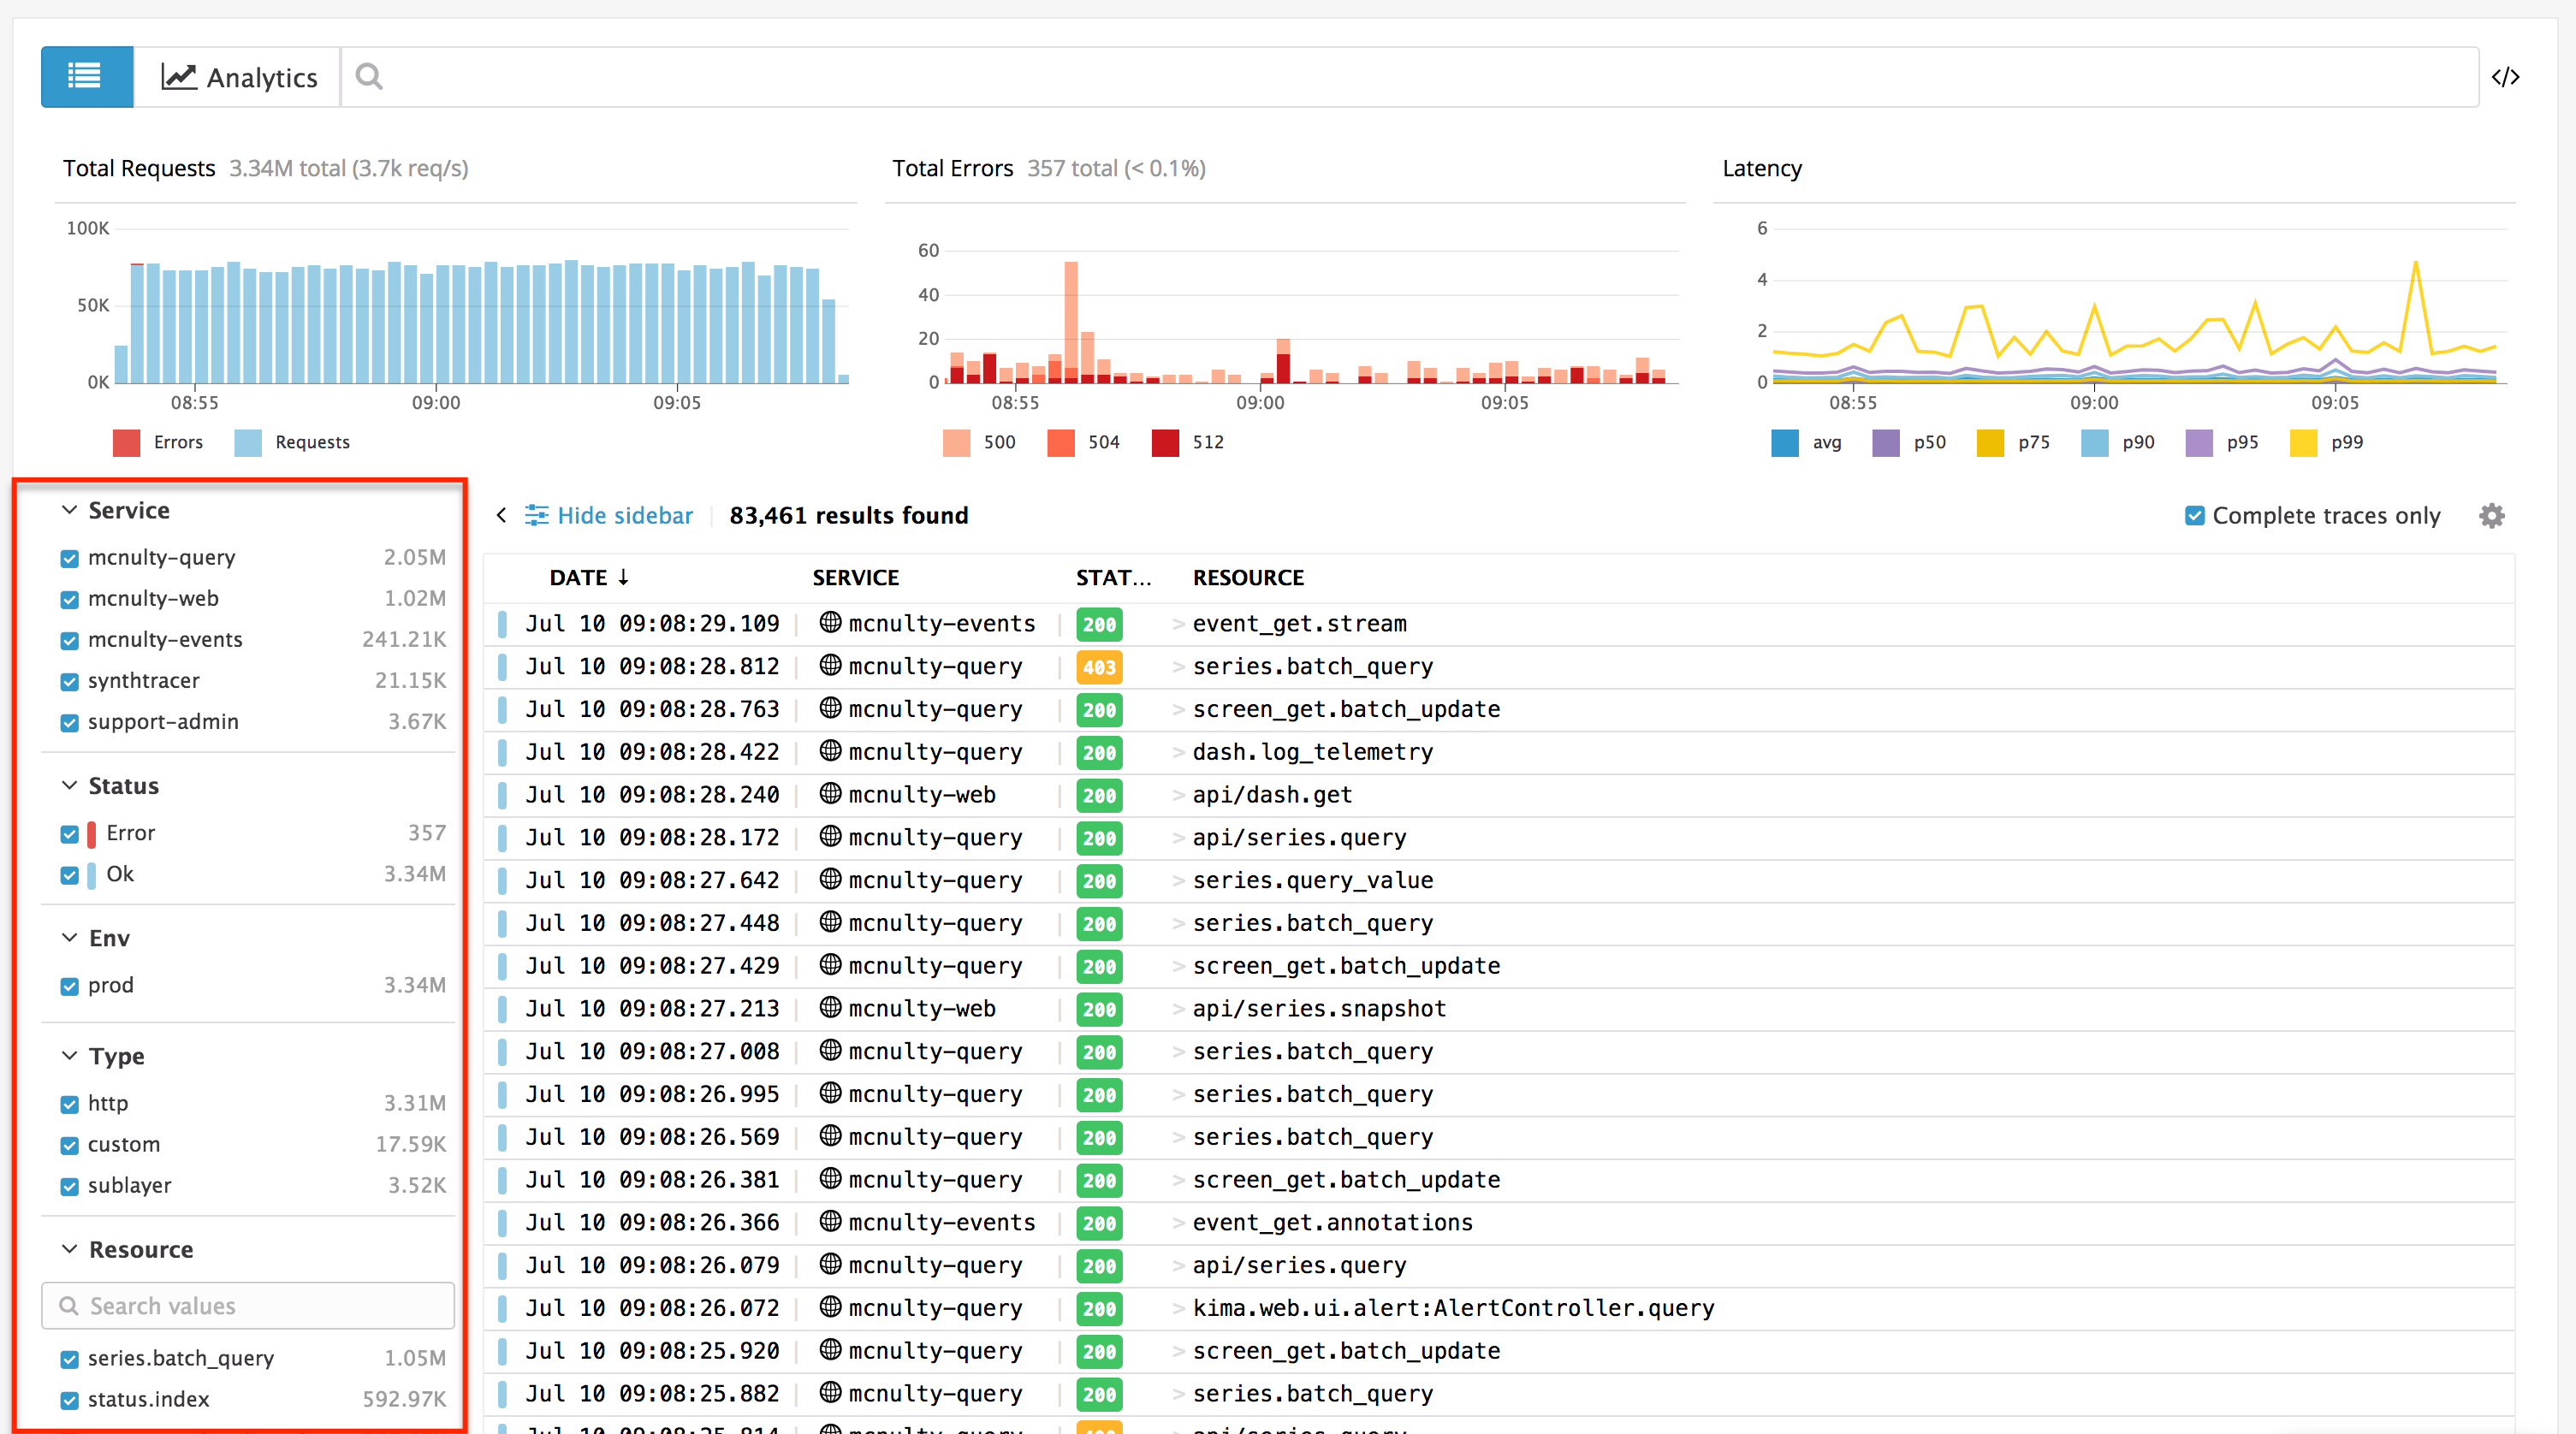 Analytics
</>
Total Requests 3.34M total (3.7k req/s)
100K
50K
0K
08:55 09:00 09:05
Errors Requests
Total Errors 357 total (< 0.1%)
60
40
20
0
08:55 09:00 09:05
500 504 512
Latency
6
4
2
0
08:55 09:00 09:05
avg p50 p75 p90 p95 p99
Service
mcnulty-query 2.05M
mcnulty-web 1.02M
mcnulty-events 241.21K
synthtracer 21.15K
support-admin 3.67K
Status
Error 357
Ok 3.34M
Env
prod 3.34M
Type
http 3.31M
custom 17.59K
sublayer 3.52K
Resource
Search values
series.batch_query 1.05M
status.index 592.97K
Hide sidebar 83,461 results found Complete traces only
DATE ↓ SERVICE STAT... RESOURCE
Jul 10 09:08:29.109 mcnulty-events 200 > event_get.stream
Jul 10 09:08:28.812 mcnulty-query 403 > series.batch_query
Jul 10 09:08:28.763 mcnulty-query 200 > screen_get.batch_update
Jul 10 09:08:28.422 mcnulty-query 200 > dash.log_telemetry
Jul 10 09:08:28.240 mcnulty-web 200 > api/dash.get
Jul 10 09:08:28.172 mcnulty-query 200 > api/series.query
Jul 10 09:08:27.642 mcnulty-query 200 > series.query_value
Jul 10 09:08:27.448 mcnulty-query 200 > series.batch_query
Jul 10 09:08:27.429 mcnulty-query 200 > screen_get.batch_update
Jul 10 09:08:27.213 mcnulty-web 200 > api/series.snapshot
Jul 10 09:08:27.008 mcnulty-query 200 > series.batch_query
Jul 10 09:08:26.995 mcnulty-query 200 > series.batch_query
Jul 10 09:08:26.569 mcnulty-query 200 > series.batch_query
Jul 10 09:08:26.381 mcnulty-query 200 > screen_get.batch_update
Jul 10 09:08:26.366 mcnulty-events 200 > event_get.annotations
Jul 10 09:08:26.079 mcnulty-query 200 > api/series.query
Jul 10 09:08:26.072 mcnulty-query 200 > kima.web.ui.alert:AlertController.query
Jul 10 09:08:25.920 mcnulty-query 200 > screen_get.batch_update
Jul 10 09:08:25.882 mcnulty-query 200 > series.batch_query